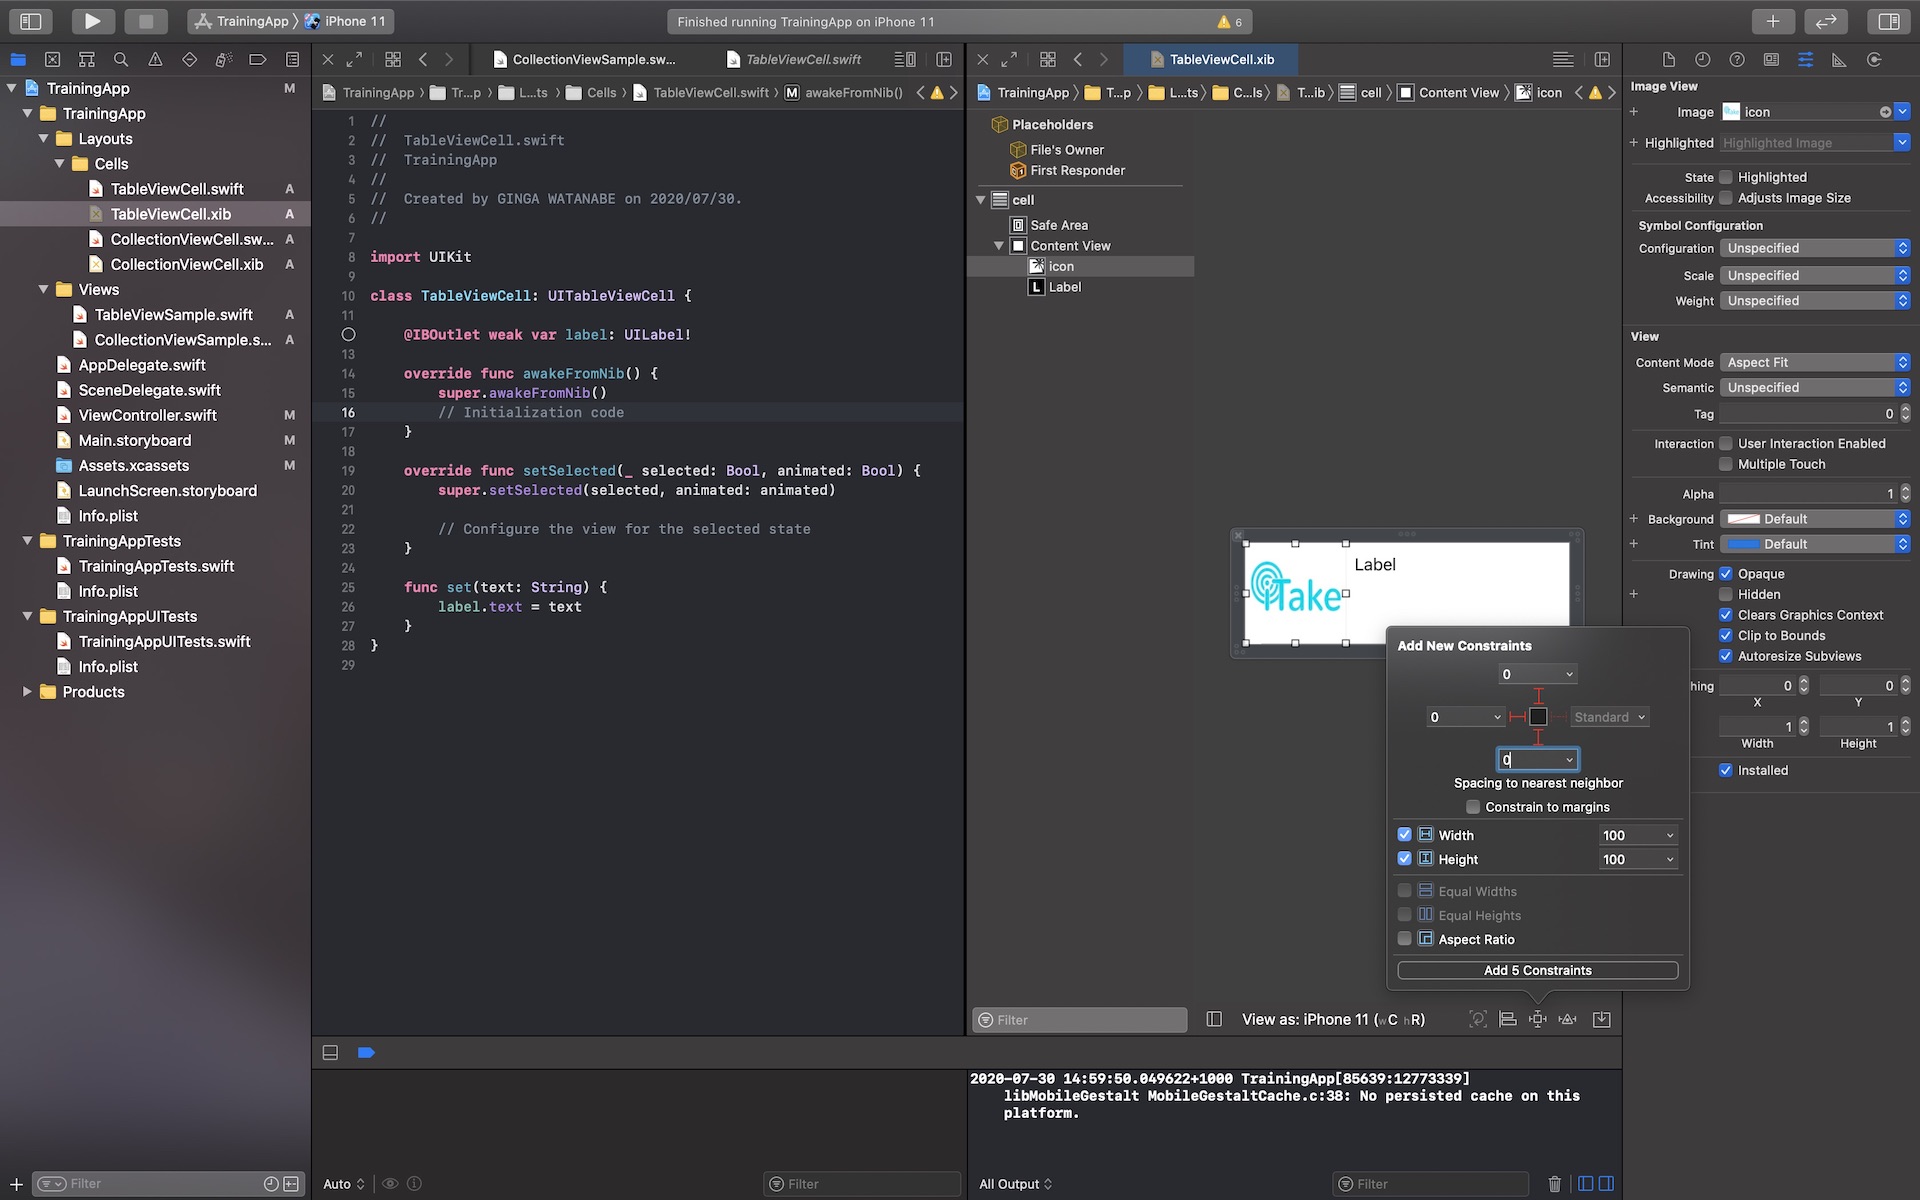 TrainingApp 〉 iPhone 11
Finished running TrainingApp on iPhone 11
6
TrainingApp M
TrainingApp
Layouts
Cells
TableViewCell.swift A
TableViewCell.xib A
CollectionViewCell.sw... A
CollectionViewCell.xib A
Views
TableViewSample.swift A
CollectionViewSample.s... A
AppDelegate.swift
SceneDelegate.swift
ViewController.swift M
Main.storyboard M
Assets.xcassets M
LaunchScreen.storyboard
Info.plist
TrainingAppTests
TrainingAppTests.swift
Info.plist
TrainingAppUITests
TrainingAppUITests.swift
Info.plist
Products
Filter
CollectionViewSample.sw... TableViewCell.swift
TrainingApp 〉 Tr...p 〉 L...ts 〉 Cells 〉 TableViewCell.swift 〉 M awakeFromNib()
1 //
2 //  TableViewCell.swift
3 //  TrainingApp
4 //
5 //  Created by GINGA WATANABE on 2020/07/30.
6 //
7
8 import UIKit
9
10 class TableViewCell: UITableViewCell {
11
@IBOutlet weak var label: UILabel!
13
14 override func awakeFromNib() {
15 super.awakeFromNib()
16 // Initialization code
17 }
18
19 override func setSelected(_ selected: Bool, animated: Bool) {
20 super.setSelected(selected, animated: animated)
21
22 // Configure the view for the selected state
23 }
24
25 func set(text: String) {
26 label.text = text
27 }
28 }
29
TableViewCell.xib
TrainingApp 〉 T...p 〉 L...ts 〉 C...ls 〉 T...ib 〉 cell 〉 Content View 〉 icon
Placeholders
File's Owner
First Responder
cell
Safe Area
Content View
icon
L Label
iTake
Label
Add New Constraints
0
0 Standard
0
Spacing to nearest neighbor
Constrain to margins
Width 100
Height 100
Equal Widths
Equal Heights
Aspect Ratio
Add 5 Constraints
Filter
View as: iPhone 11 (wC hR)
Image View
Image icon
Highlighted Highlighted Image
State Highlighted
Accessibility Adjusts Image Size
Symbol Configuration
Configuration Unspecified
Scale Unspecified
Weight Unspecified
View
Content Mode Aspect Fit
Semantic Unspecified
Tag 0
Interaction User Interaction Enabled
Multiple Touch
Alpha 1
Background Default
Tint Default
Drawing Opaque
Hidden
Clears Graphics Context
Clip to Bounds
Autoresize Subviews
hing 0 0
X Y
1 1
Width Height
Installed
2020-07-30 14:59:50.049622+1000 TrainingApp[85639:12773339]
libMobileGestalt MobileGestaltCache.c:38: No persisted cache on this
platform.
Auto
Filter
All Output
Filter